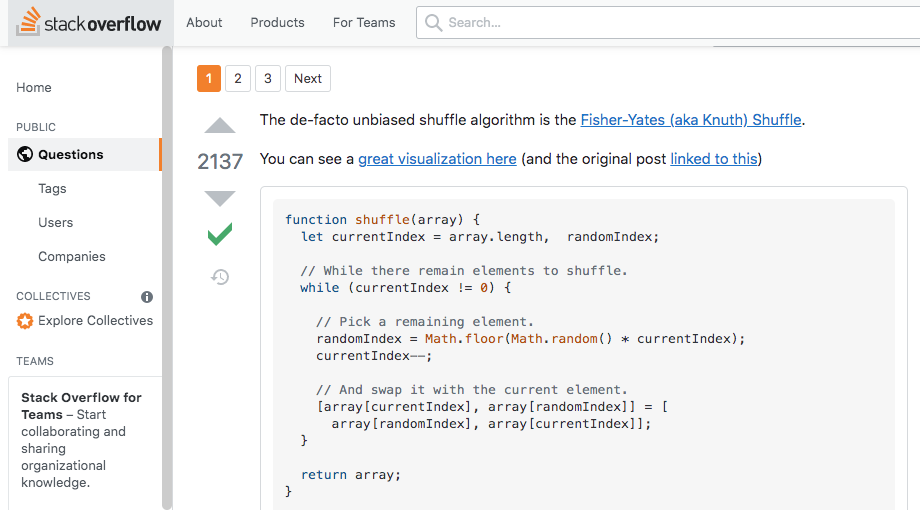 stackoverflow
About Products For Teams
Search...
Home
PUBLIC
Questions
Tags
Users
Companies
COLLECTIVES
Explore Collectives
TEAMS
Stack Overflow for
Teams – Start
collaborating and
sharing
organizational
knowledge.
1 2 3 Next
The de-facto unbiased shuffle algorithm is the Fisher-Yates (aka Knuth) Shuffle.
2137
You can see a great visualization here (and the original post linked to this)
function shuffle(array) {
  let currentIndex = array.length,  randomIndex;
  // While there remain elements to shuffle.
  while (currentIndex != 0) {
    // Pick a remaining element.
    randomIndex = Math.floor(Math.random() * currentIndex);
    currentIndex--;
    // And swap it with the current element.
    [array[currentIndex], array[randomIndex]] = [
      array[randomIndex], array[currentIndex]];
  }
  return array;
}